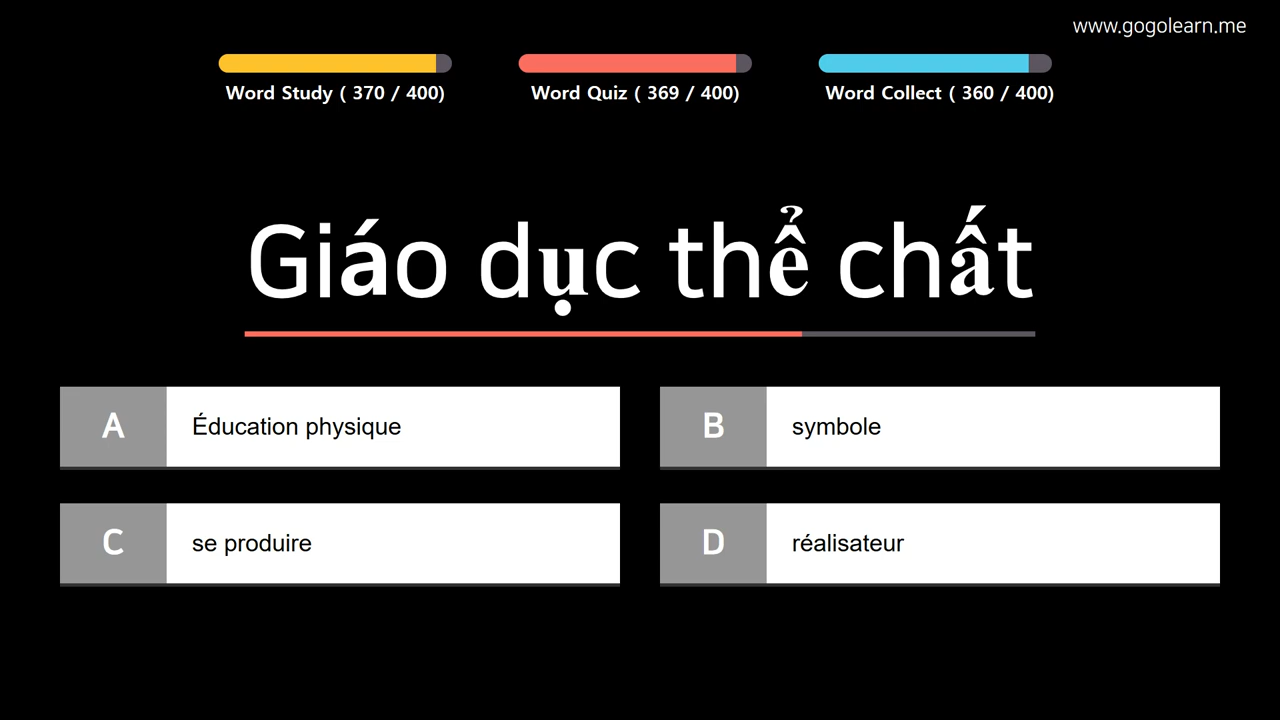 www.gogolearn.me
Word Study ( 370 / 400)
Word Quiz ( 369 / 400)
Word Collect ( 360 / 400)
Giáo dục thể chất
A
Éducation physique
B
symbole
C
se produire
D
réalisateur